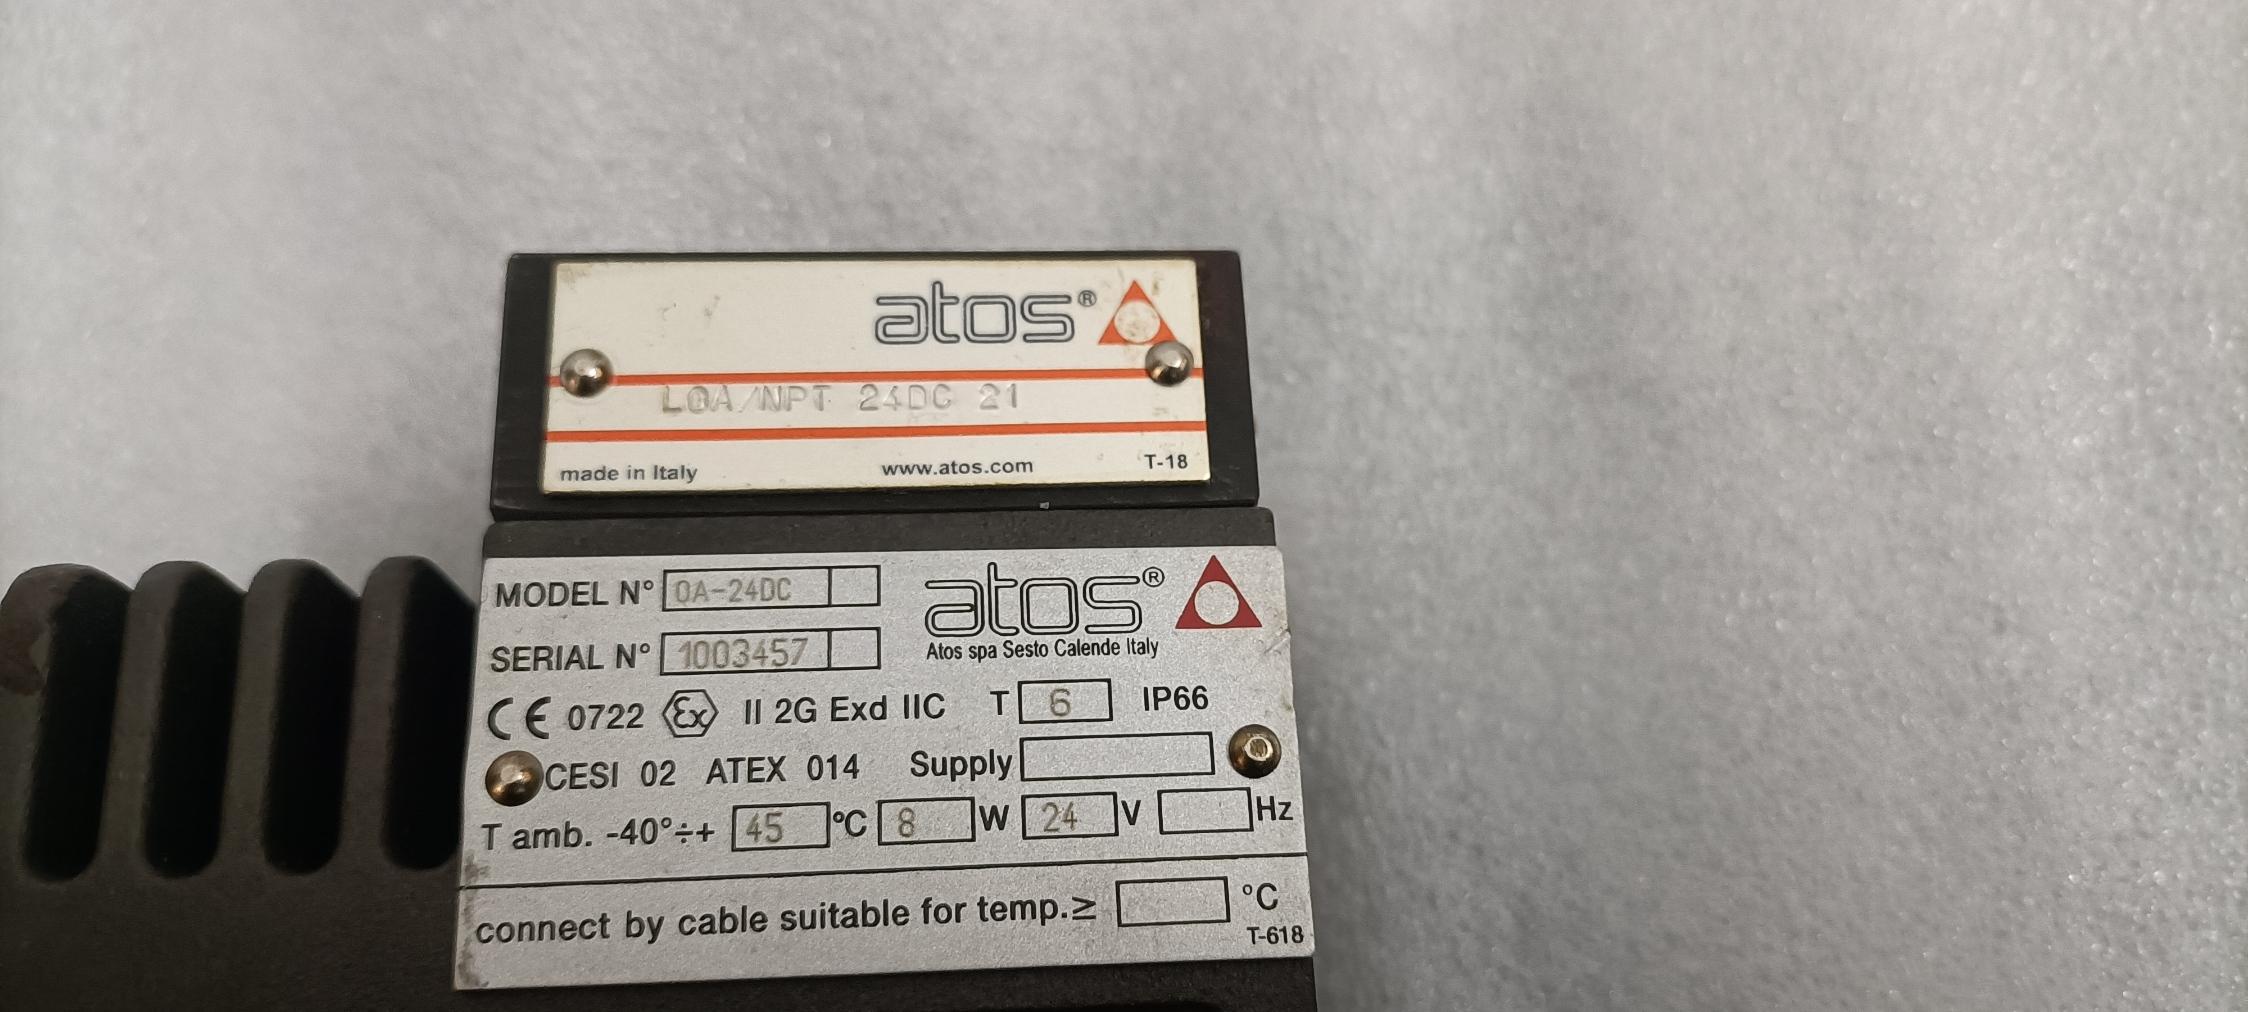 atos®
LOA/NPT 24DC 21
made in Italy www.atos.com T-18
MODEL N° OA-24DC atos®
SERIAL N° 1003457 Atos spa Sesto Calende Italy
CE 0722 Ex II 2G Exd IIC T 6 IP66
CESI 02 ATEX 014 Supply
T amb. -40°÷+ 45 °C 8 W 24 V Hz
connect by cable suitable for temp.≥ °C
T-618